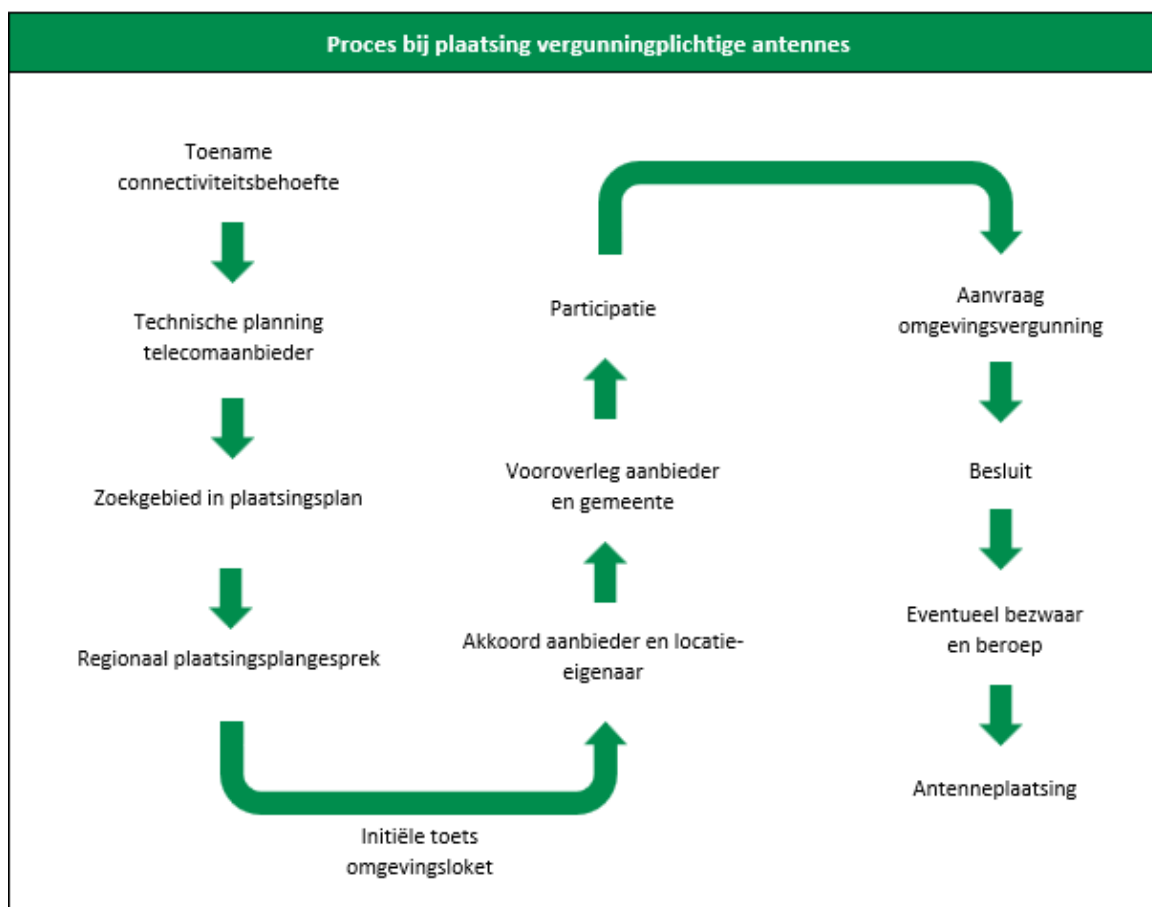 Proces bij plaatsing vergunningplichtige antennes
Toename
connectiviteitsbehoefte
Technische planning
telecomaanbieder
Zoekgebied in plaatsingsplan
Regionaal plaatsingsplangesprek
Initiële toets
omgevingsloket
Akkoord aanbieder en locatie-
eigenaar
Vooroverleg aanbieder
en gemeente
Participatie
Aanvraag
omgevingsvergunning
Besluit
Eventueel bezwaar
en beroep
Antenneplaatsing